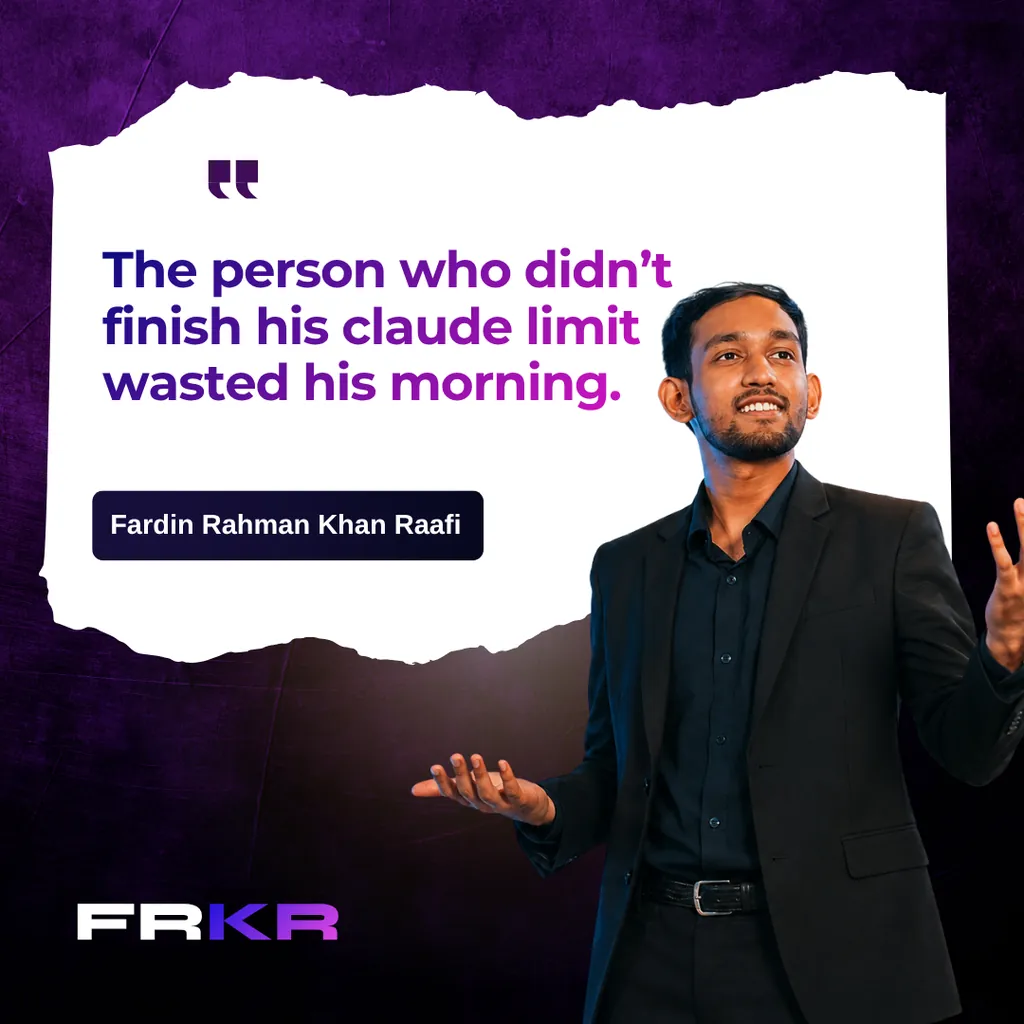 "
The person who didn’t
finish his claude limit
wasted his morning.
Fardin Rahman Khan Raafi
FRKR